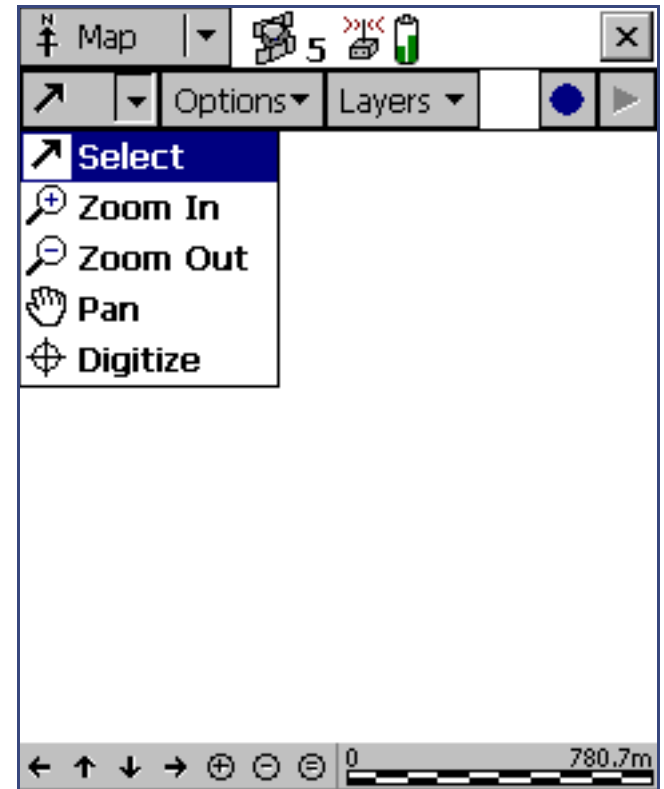 N
Map 5
Options Layers
Select
Zoom In
Zoom Out
Pan
Digitize
0 780.7m